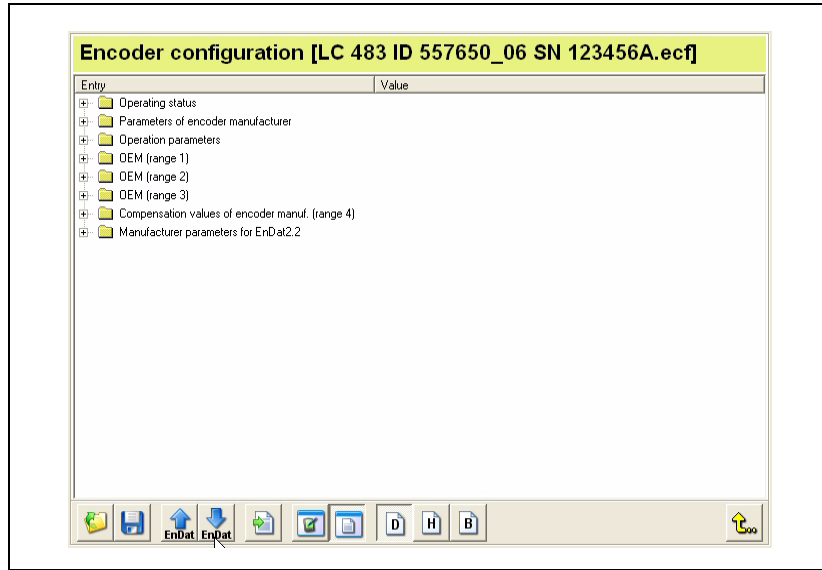 Encoder configuration [LC 483 ID 557650_06 SN 123456A.ecf]
Entry Value
Operating status
Parameters of encoder manufacturer
Operation parameters
OEM (range 1)
OEM (range 2)
OEM (range 3)
Compensation values of encoder manuf. (range 4)
Manufacturer parameters for EnDat2.2
EnDat EnDat D H B